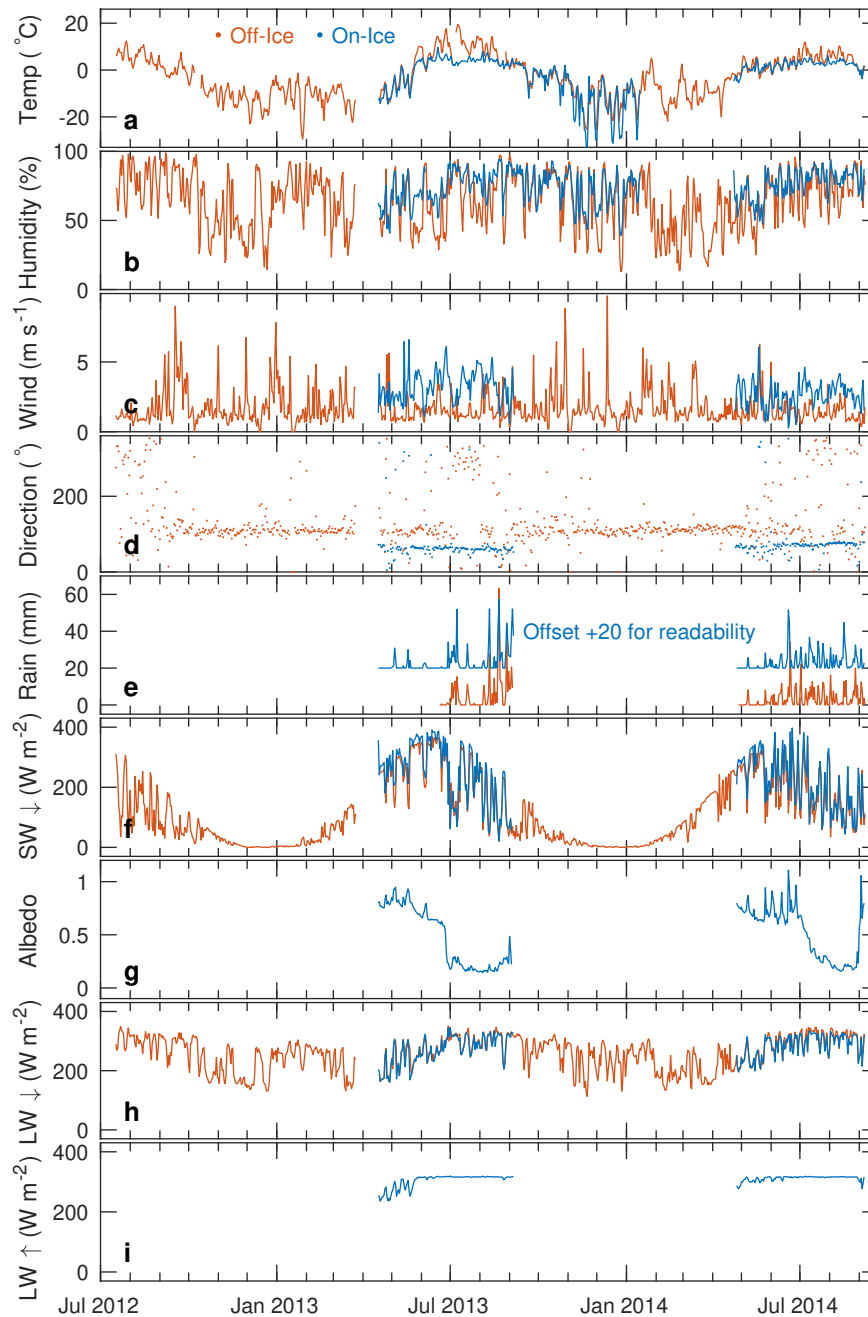 Off-Ice On-Ice
Temp ( °C)
20
0
-20
a
Humidity (%)
100
50
0
b
Wind (m s⁻¹)
5
0
c
Direction ( °)
200
0
d
Rain (mm)
60
40
20
0
Offset +20 for readability
e
SW ↓ (W m⁻²)
400
200
0
f
Albedo
1
0.5
0
g
LW ↓ (W m⁻²)
400
200
0
h
LW ↑ (W m⁻²)
400
200
0
i
Jul 2012 Jan 2013 Jul 2013 Jan 2014 Jul 2014